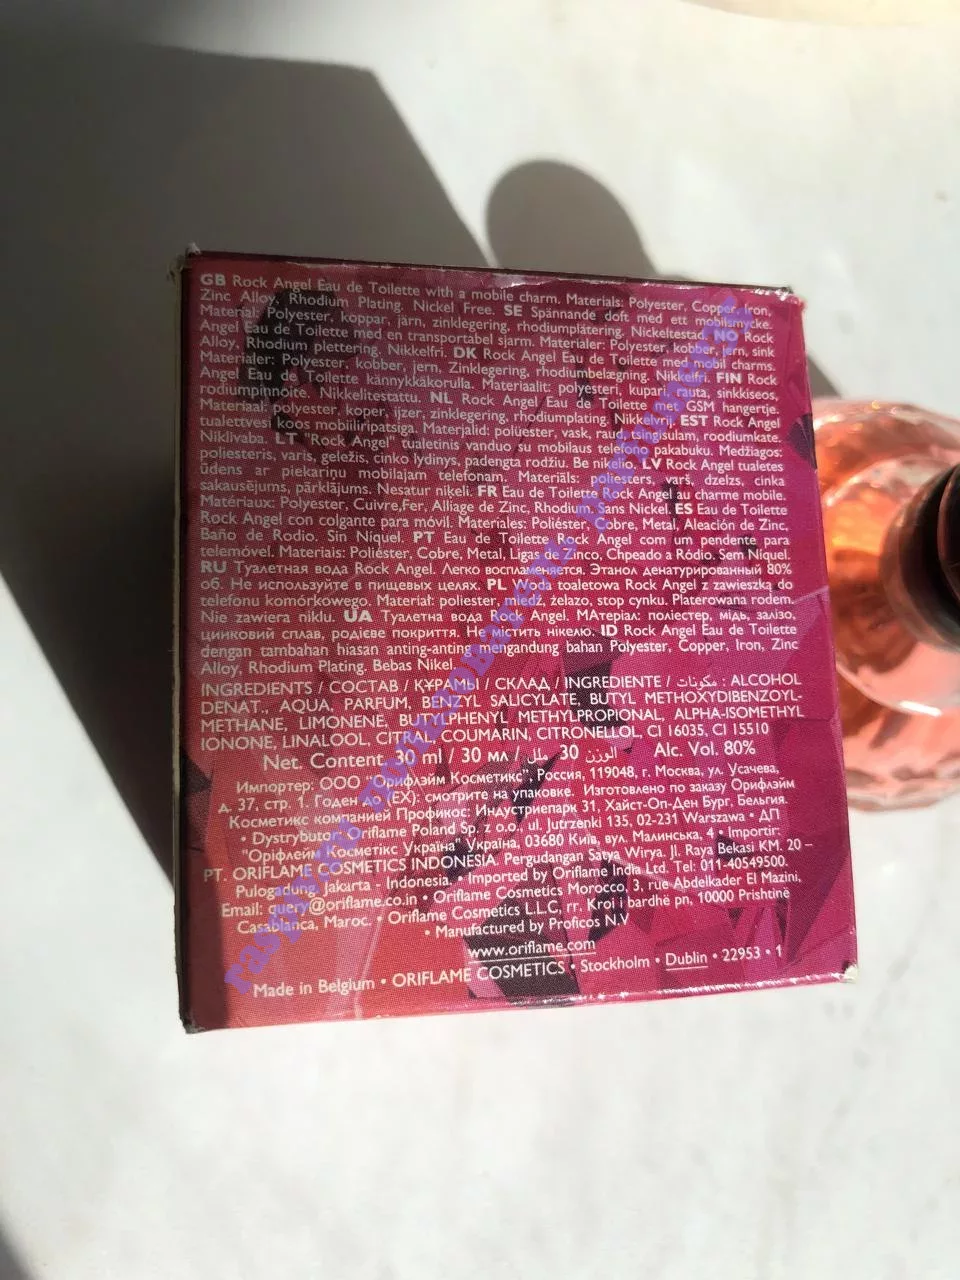 GB Rock Angel Eau de Toilette with a mobile charm. Materials: Polyester, Copper, Iron,
Zinc Alloy, Rhodium Plating. Nickel Free. SE Spännande doft med ett mobilsmycke.
Material: Polyester, koppar, järn, zinklegering, rhodiumplätering. Nickeltestad. NO Rock
Angel Eau de Toilette med en transportabel sjarm. Materialer: Polyester, kobber, jern, sink
Alloy, Rhodium plettering. Nikkelfri. DK Rock Angel Eau de Toilette med mobil charms.
Materialer: Polyester, kobber, jern. Zinklegering, rhodiumbelægning. Nikkelfri. FIN Rock
Angel Eau de Toilette kännykkäkorulla. Materiaalit: polyesteri, kupari, rauta, sinkkiseos,
rodiumpinnoite. Nikkelitestattu. NL Rock Angel Eau de Toilette met GSM hangertje.
Materiaal: polyester, koper, ijzer, zinklegering, rhodiumplating. Nikkelvrij. EST Rock Angel
tualettvesi koos mobiiliripatsiga. Materjalid: polüester, vask, raud, tsingisulam, roodiumkate.
Niklivaba. LT "Rock Angel" tualetinis vanduo su mobilaus telefono pakabuku. Medžiagos:
poliesteris, varis, geležis, cinko lydinys, padengta rodžiu. Be nikelio. LV Rock Angel tualetes
ūdens ar piekariņu mobilajam telefonam. Materiāls: poliesters, varš, dzelzs, cinka
sakausējums, pārklājums. Nesatur niķeli. FR Eau de Toilette Rock Angel au charme mobile.
Matériaux: Polyester, Cuivre,Fer, Alliage de Zinc, Rhodium, Sans Nickel. ES Eau de Toilette
Rock Angel con colgante para móvil. Materiales: Poliéster, Cobre, Metal, Aleación de Zinc,
Baño de Rodio. Sin Níquel. PT Eau de Toilette Rock Angel com um pendente para
telemóvel. Materiais: Poliéster, Cobre, Metal, Ligas de Zinco, Chpeado a Ródio. Sem Níquel.
RU Туалетная вода Rock Angel. Легко воспламеняется. Этанол денатурированный 80%
об. Не используйте в пищевых целях. PL Woda toaletowa Rock Angel z zawieszka do
telefonu komórkowego. Materiał: poliester, miedź, żelazo, stop cynku. Platerowana rodem.
Nie zawiera niklu. UA Туалетна вода Rock Angel. МАтеріал: поліестер, мідь, залізо,
цинковий сплав, родієве покриття. Не містить нікелю. ID Rock Angel Eau de Toilette
dengan tambahan hiasan anting-anting mengandung bahan Polyester, Copper, Iron, Zinc
Alloy, Rhodium Plating. Bebas Nikel.
INGREDIENTS / СОСТАВ / ҚҰРАМЫ / СКЛАД / INGREDIENTE / مكونات : ALCOHOL
DENAT., AQUA, PARFUM, BENZYL SALICYLATE, BUTYL METHOXYDIBENZOYL-
METHANE, LIMONENE, BUTYLPHENYL METHYLPROPIONAL, ALPHA-ISOMETHYL
IONONE, LINALOOL, CITRAL, COUMARIN, CITRONELLOL, CI 16035, CI 15510
Net. Content. 30 ml / 30 мл / الوزن 30 ملل Alc. Vol. 80%
Импортер: ООО "Орифлэйм Косметикс", Россия, 119048, г. Москва, ул. Усачева,
д. 37, стр. 1. Годен до (EX): смотрите на упаковке. Изготовлено по заказу Орифлэйм
Косметикс компанией Профикос: Индустриепарк 31, Хайст-Оп-Ден Бург, Бельгия.
• Dystrybutor: Oriflame Poland Sp. z o.o., ul. Jutrzenki 135, 02-231 Warszawa • ДП
"Оріфлейм Косметікс Україна" Україна, 03680 Київ, вул. Малинська, 4 • Importir:
PT. ORIFLAME COSMETICS INDONESIA. Pergudangan Satya Wirya. Jl. Raya Bekasi KM. 20 –
Pulogadung, Jakarta - Indonesia. • Imported by Oriflame India Ltd. Tel: 011-40549500.
Email: query@oriflame.co.in • Oriflame Cosmetics Morocco, 3, rue Abdelkader El Mazini,
Casablanca, Maroc. • Oriflame Cosmetics L.L.C, rr. Kroi i bardhë pn, 10000 Prishtinë
• Manufactured by Proficos N.V
www.oriflame.com
Made in Belgium • ORIFLAME COSMETICS • Stockholm • Dublin • 22953 • 1